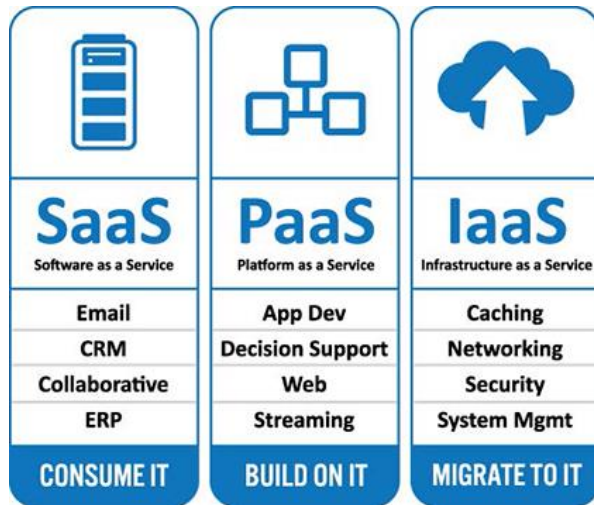 SaaS
Software as a Service
Email
CRM
Collaborative
ERP
CONSUME IT
PaaS
Platform as a Service
App Dev
Decision Support
Web
Streaming
BUILD ON IT
IaaS
Infrastructure as a Service
Caching
Networking
Security
System Mgmt
MIGRATE TO IT